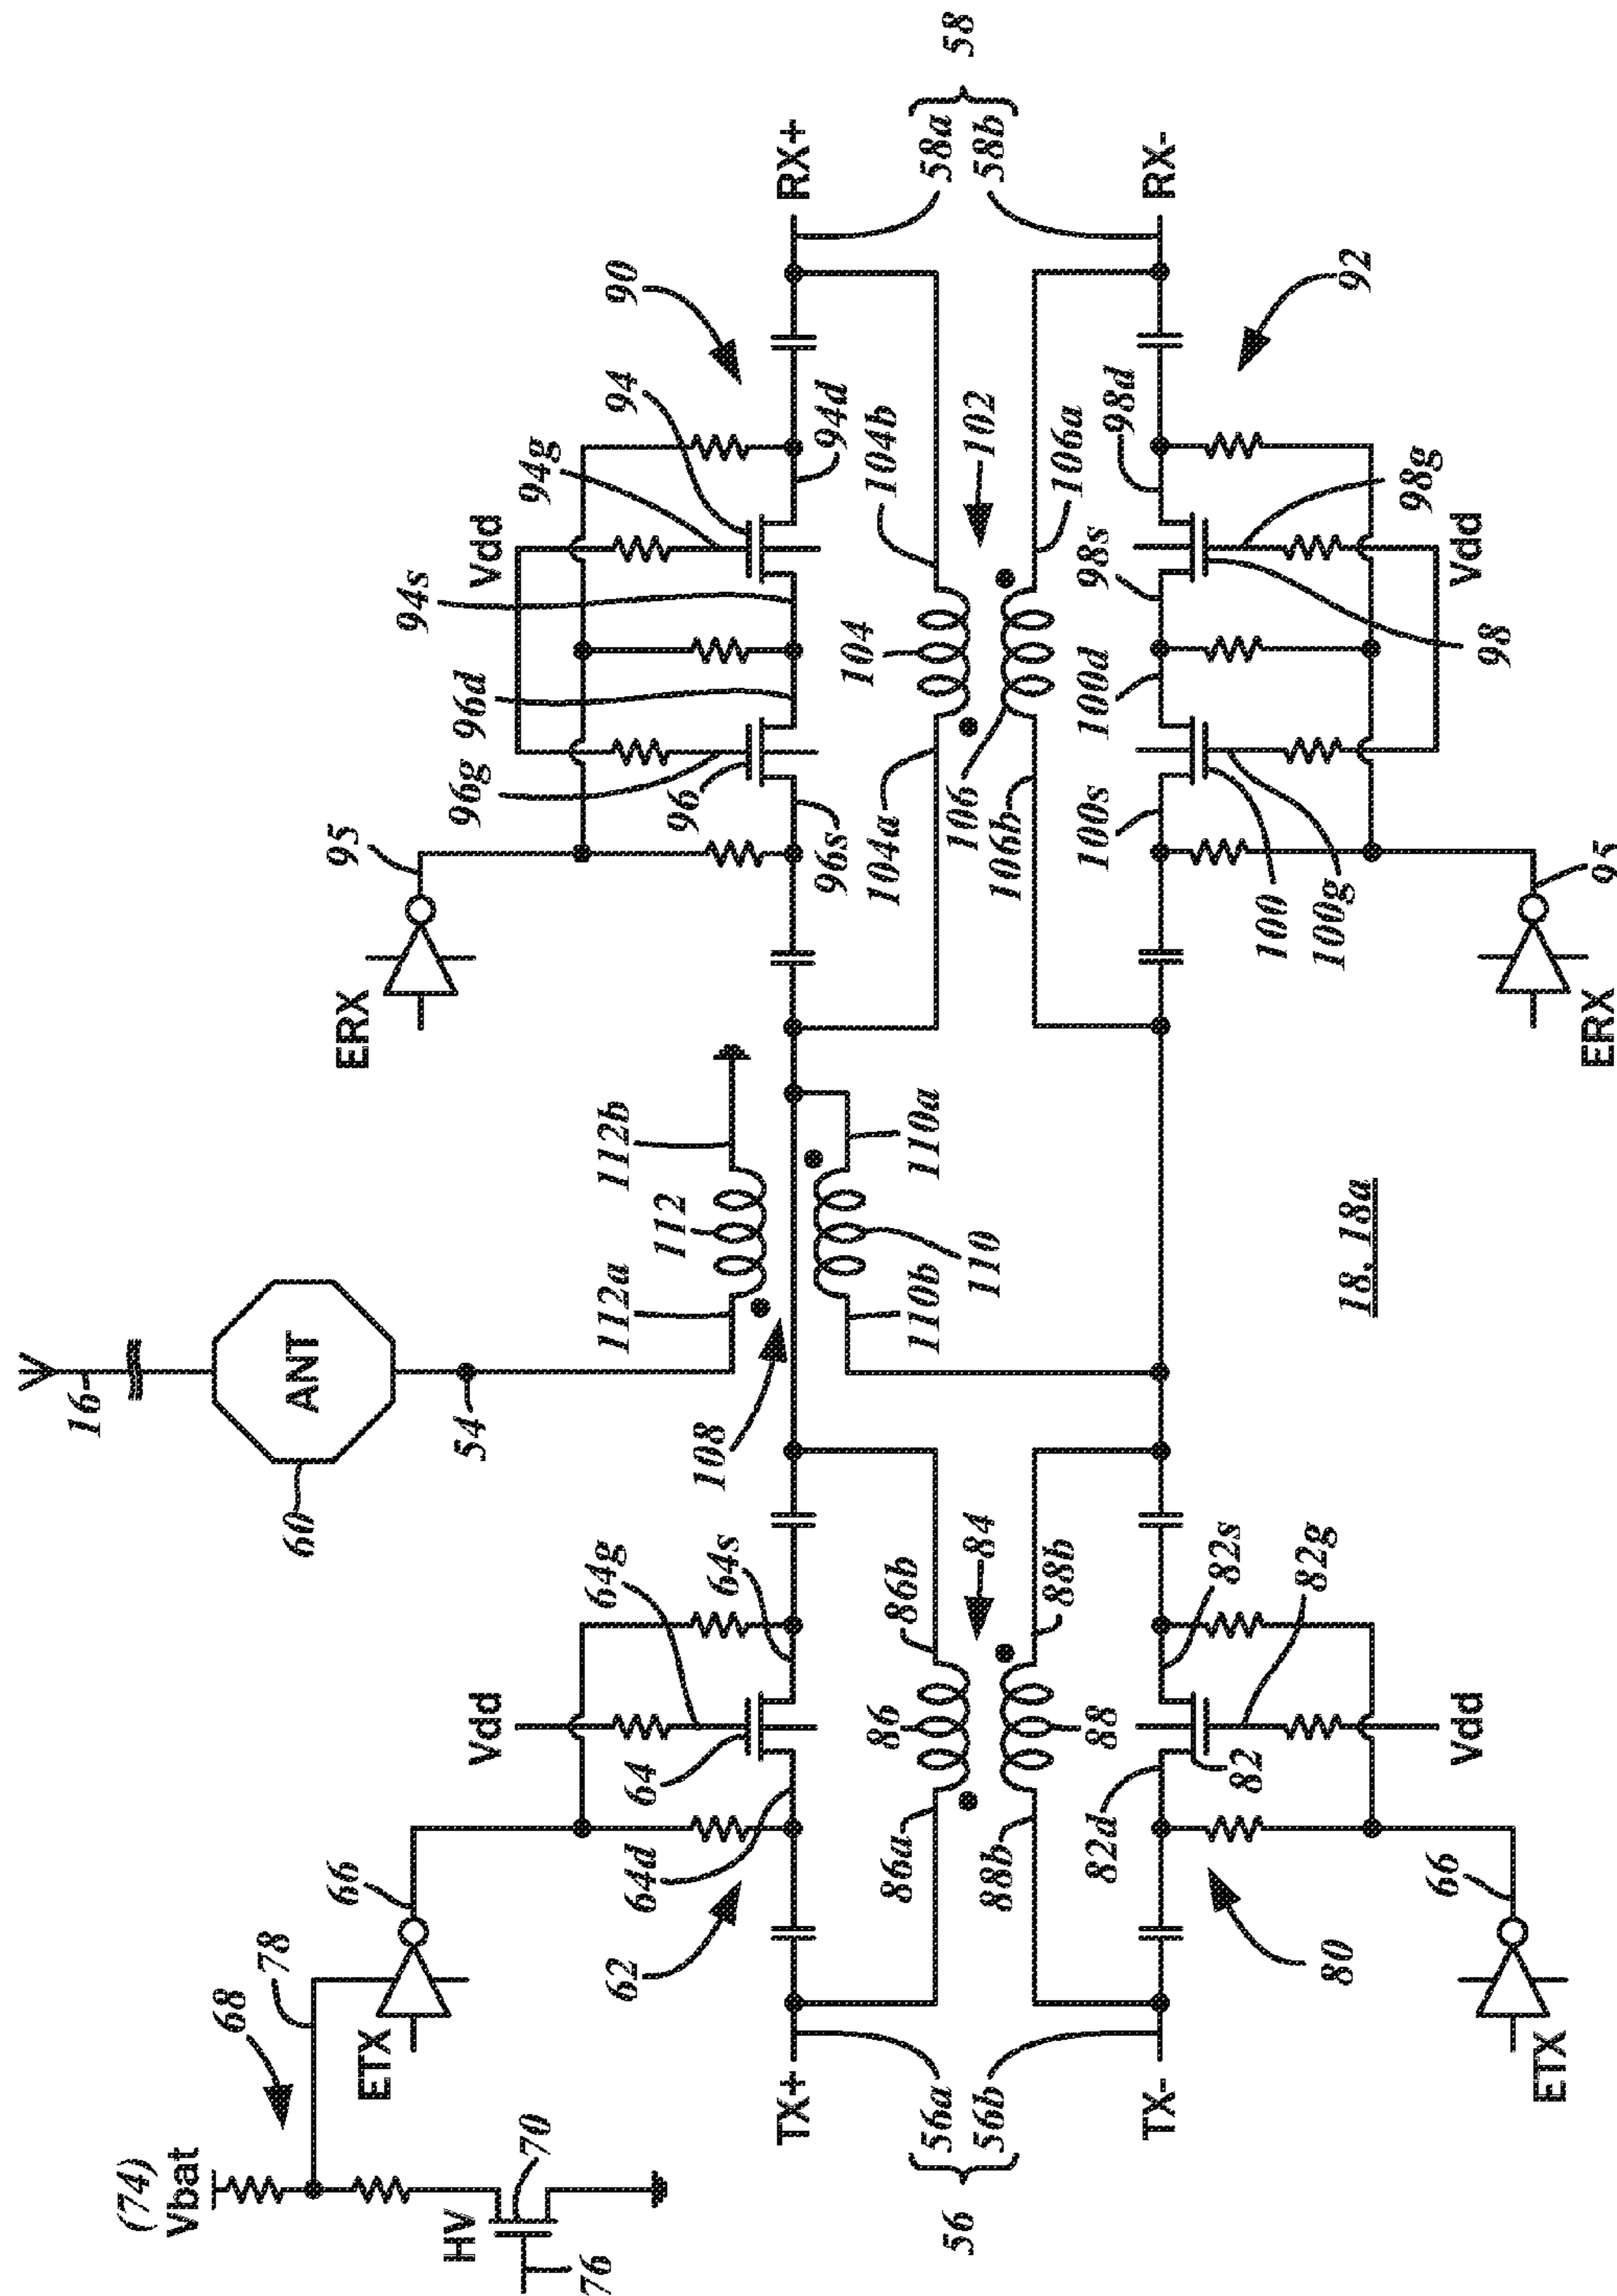 (74)
Vbat
68
78
HV
70
76
ETX
66
Vdd
64g
64
64d
64s
62
16
60
ANT
54
108
112a
112
112b
110b
110
110a
ERX
95
96g
96d
94s
Vdd
94g
94
90
96
96s
94d
TX+
56a
56
56b
TX-
86a
86
86b
84
88b
88
88b
104a
104
104b
102
106
106b
106a
RX+
58a
58
58b
RX-
82d
82
82s
82g
80
66
ETX
Vdd
18, 18a
100s
100d
98s
98d
100
100g
98
98g
92
Vdd
ERX
95